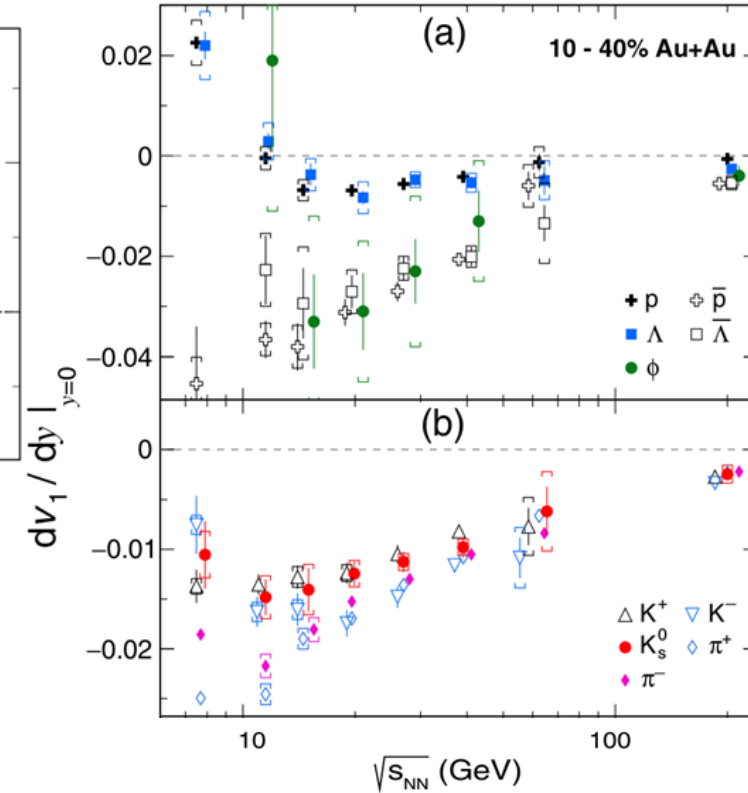 (a)
10 - 40% Au+Au
0.02
0
−0.02
−0.04
p p̅
Λ Λ̅
ϕ
dv₁ / dy |y=0
(b)
0
−0.01
−0.02
K⁺ K⁻
K⁰s π⁺
π⁻
10 100
√sNN (GeV)